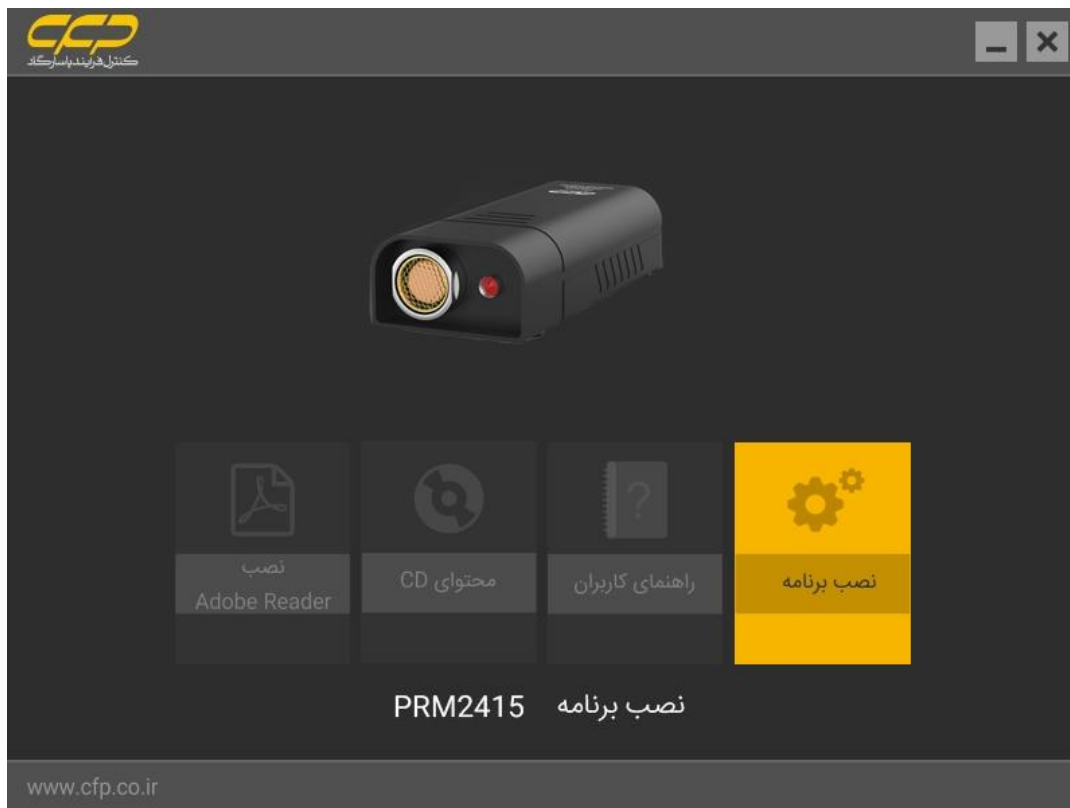 CFP
کنترل فرایند پاسارگاد
نصب
Adobe Reader
محتوای CD
راهنمای کاربران
نصب برنامه
نصب برنامه PRM2415
www.cfp.co.ir